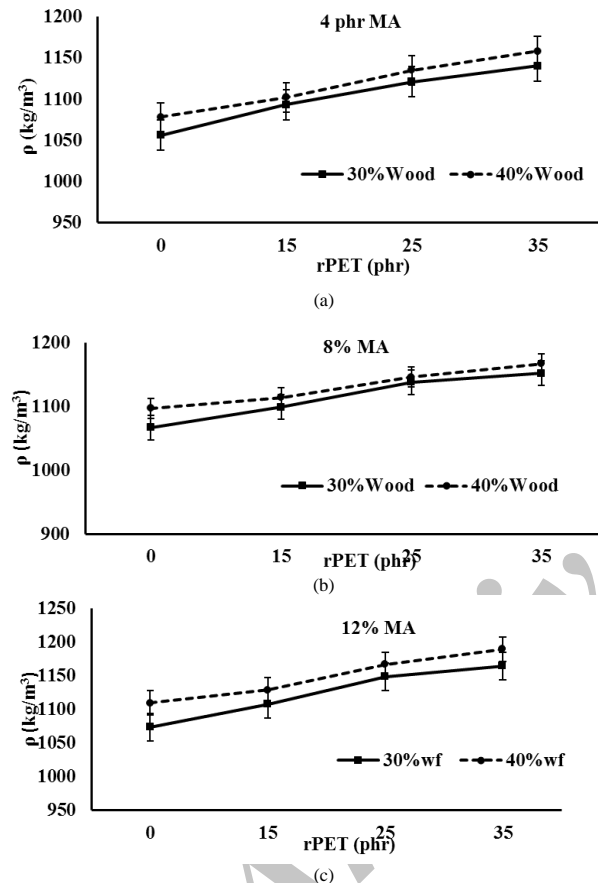 4 phr MA
1200
1150
1100
1050
1000
950
ρ (kg/m³)
30%Wood 40%Wood
0 15 25 35
rPET (phr)
(a)
8% MA
1200
1100
1000
900
ρ (kg/m³)
30%Wood 40%Wood
0 15 25 35
rPET (phr)
(b)
12% MA
1250
1200
1150
1100
1050
1000
950
ρ (kg/m³)
30%wf 40%wf
0 15 25 35
rPET (phr)
(c)